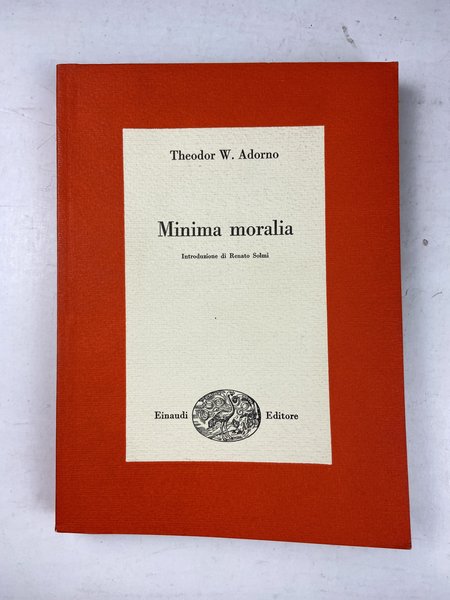 Theodor W. Adorno
Minima moralia
Introduzione di Renato Solmi
Einaudi Editore